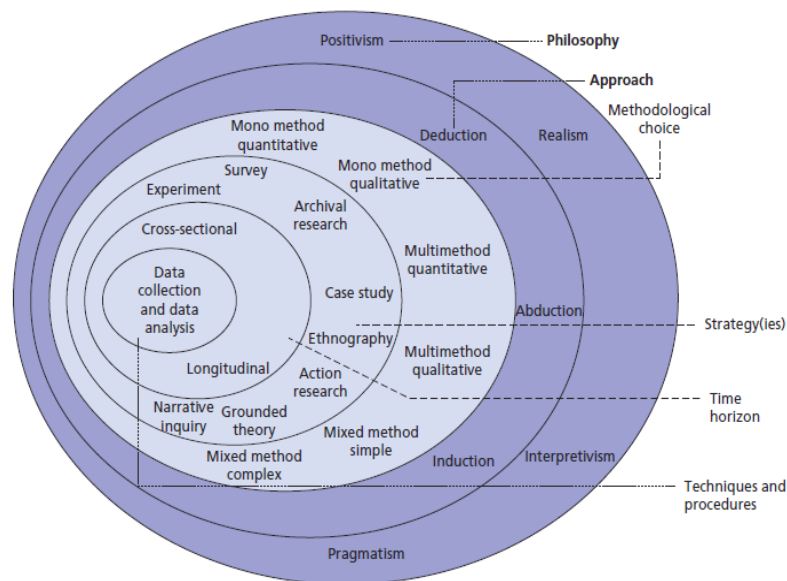 Positivism
Philosophy
Approach
Methodological
choice
Mono method
quantitative
Deduction
Realism
Mono method
qualitative
Survey
Experiment
Archival
research
Cross-sectional
Multimethod
quantitative
Data
collection
and data
analysis
Case study
Abduction
Strategy(ies)
Ethnography
Multimethod
qualitative
Longitudinal
Action
research
Time
horizon
Narrative
inquiry
Grounded
theory
Mixed method
simple
Mixed method
complex
Induction
Interpretivism
Techniques and
procedures
Pragmatism